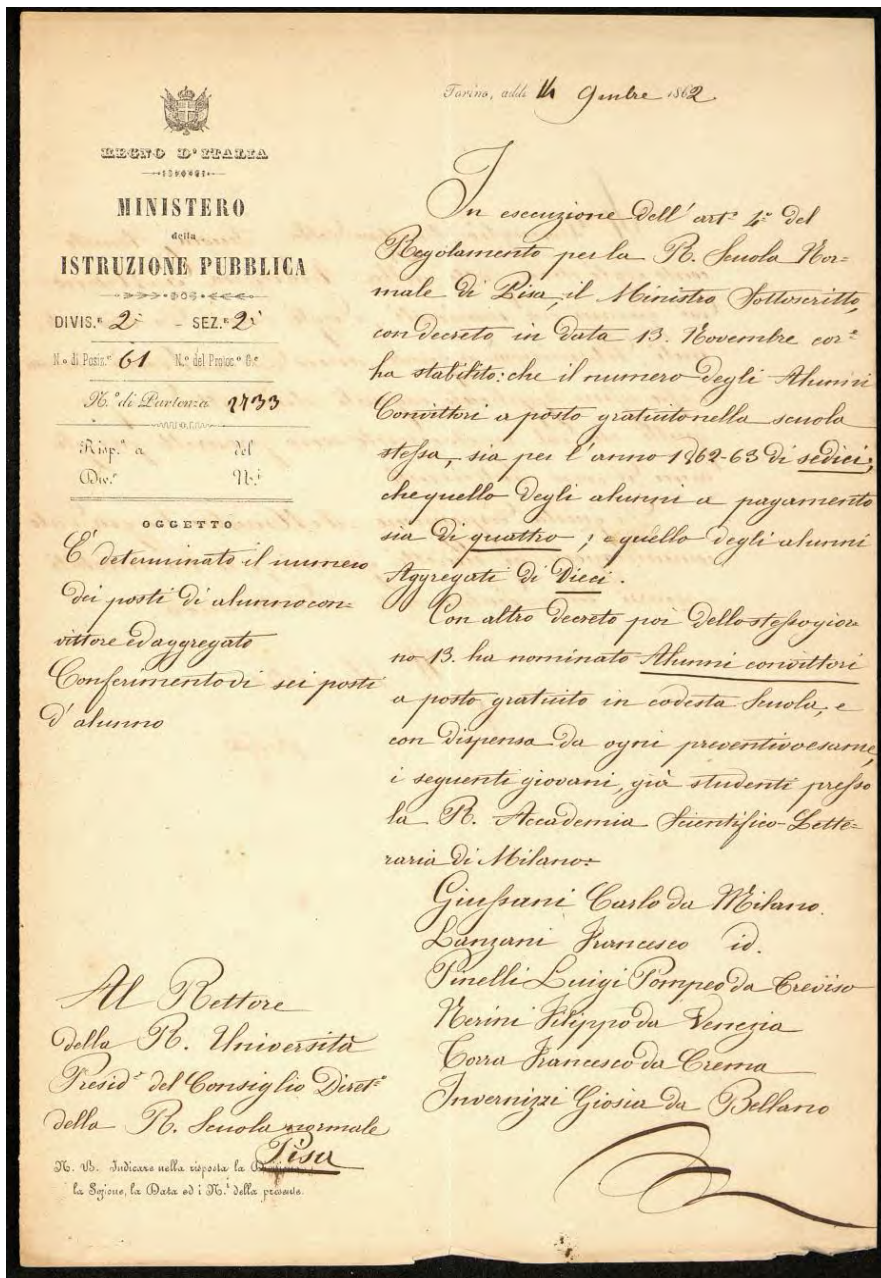 Torino, addì 14 9mbre 1862
REGNO D'ITALIA
MINISTERO
della
ISTRUZIONE PUBBLICA
DIVIS.e 2a - SEZ.e 2a
N.o di Posiz.e 61 N.o del Protoc.o G.e
N.o di Partenza 2733
Risp.a a del
Div.e N.i
OGGETTO
È determinato il numero
dei posti di alunno con-
vittore ed aggregato
Conferimento di sei posti
d'alunno
Al Rettore
della R. Università
Presid.e del Consiglio Dirett.o
della R. Scuola normale
Pisa
N. B. Indicare nella risposta la Divisione,
la Sezione, la Data ed i N.i della presente.
In esecuzione dell'art.o 4.o del
Regolamento per la R. Scuola Nor=
male di Pisa, il Ministro Sottoscritto,
con decreto in data 13. Novembre cor.e
ha stabilito: che il numero degli Alunni
Convittori a posto gratuito nella scuola
stessa, sia per l'anno 1862-63 di sedici;
che quello degli alunni a pagamento
sia di quattro; e quello degli alunni
Aggregati di Dieci.
Con altro decreto poi dello stesso gior
no 13. ha nominato Alunni convittori
a posto gratuito in codesta Scuola, e
con dispensa da ogni preventivo esame,
i seguenti giovani, già studenti presso
la R. Accademia Scientifico-Lette=
raria di Milano:
Giussani Carlo da Milano.
Lanzani Francesco id.
Pinelli Luigi Pompeo da Treviso
Nerini Filippo da Venezia
Torra Francesco da Crema
Invernizzi Giosia da Bellano